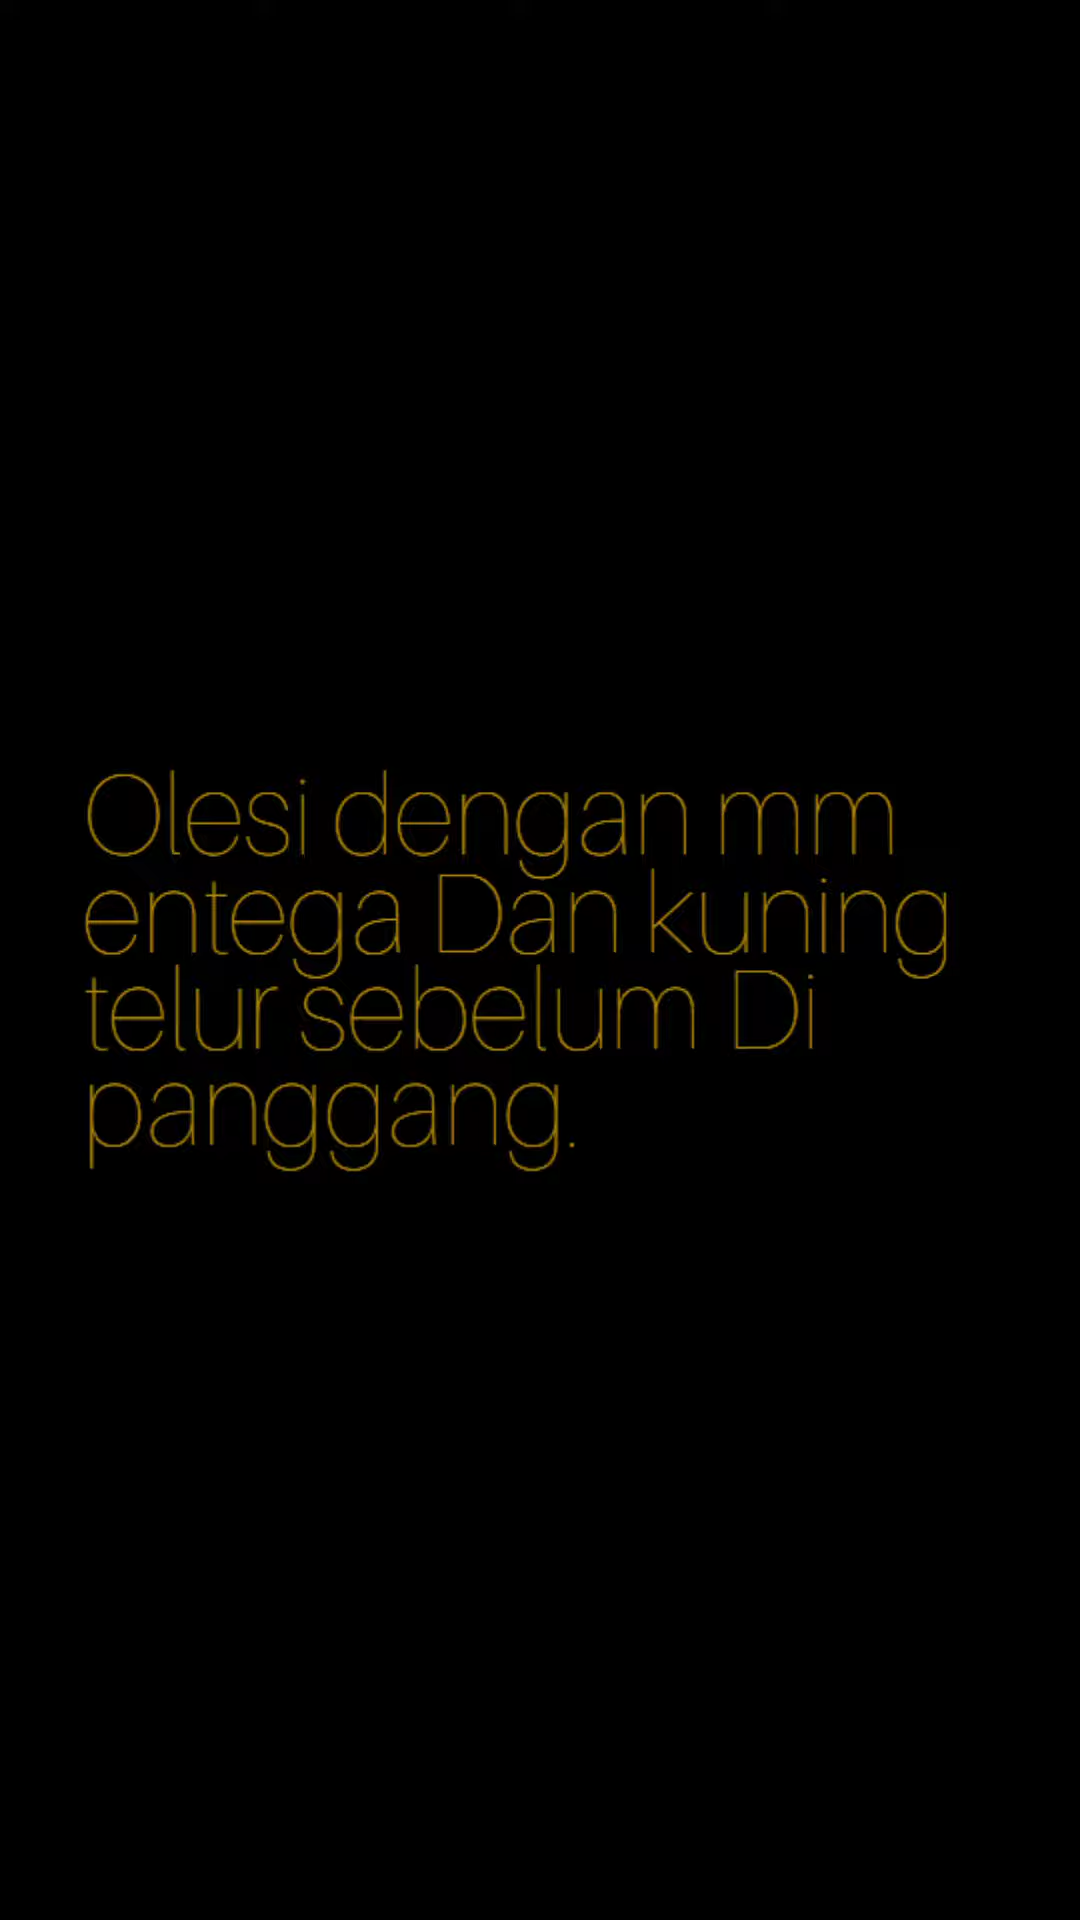 Olesi dengan mm
entega Dan kuning
telur sebelum Di
panggang.